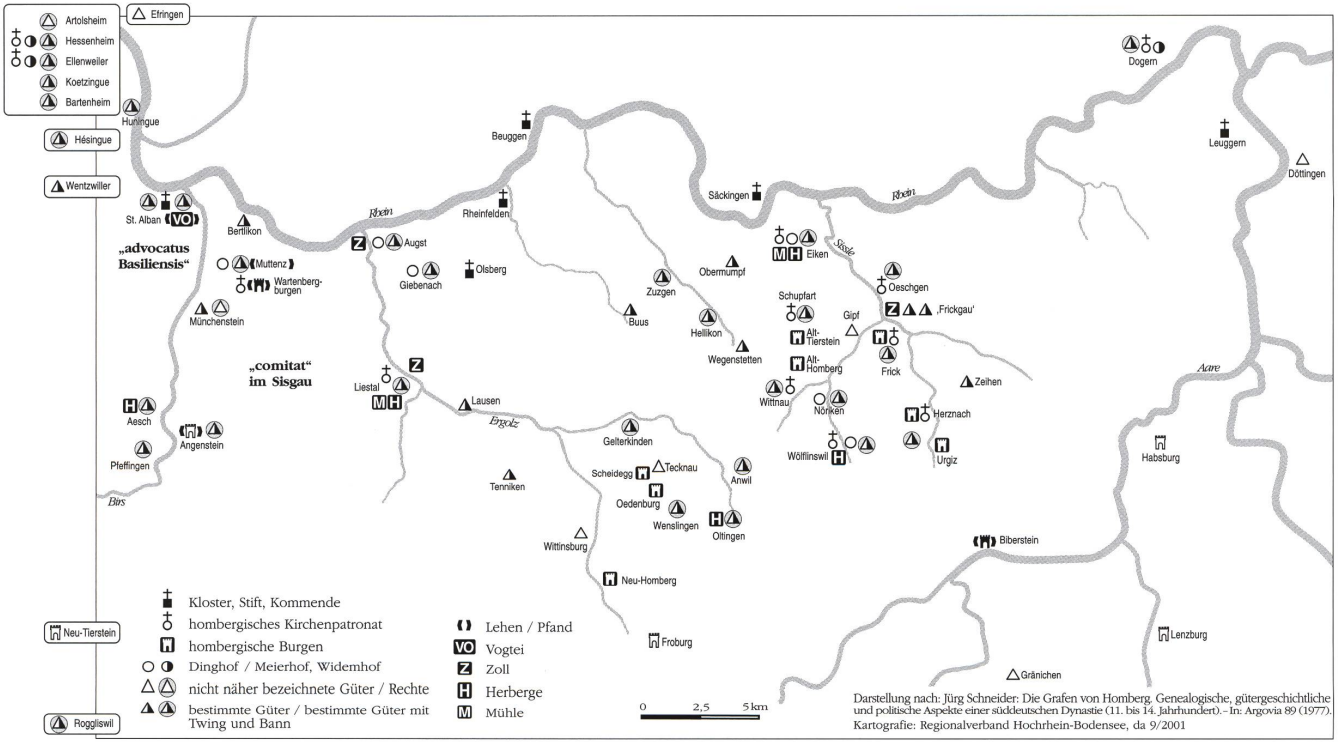 Artolsheim
Hessenheim
Ellenweiler
Koetzingue
Bartenheim
Efringen
Hésingue
Wentzwiller
Neu-Tierstein
Roggliswil
Huningue
St. Alban
VO
„advocatus
Basiliensis“
Bertlikon
Muttenz
Wartenberg-
burgen
Münchenstein
„comitat“
im Sisgau
H
Aesch
Angenstein
Pfeffingen
Birs
Rhein
Z
Augst
Giebenach
Olsberg
Rheinfelden
Beuggen
Liestal
Z
M H
Lausen
Ergolz
Tenniken
Gelterkinden
Scheidegg
Tecknau
Oedenburg
Wenslingen
Anwil
H
Oltingen
Wittinsburg
Neu-Homberg
Froburg
Buus
Zuzgen
Hellikon
Obermumpf
Wegenstetten
Säckingen
Rhein
Sissle
M H
Eiken
Oeschgen
Z
‚Frickgau‘
Schupfart
Gipf
Alt-
Tierstein
Alt-
Homberg
Frick
Wittnau
Nöriken
Zeihen
Herznach
Urgiz
Wölflinswil
H
Dogern
Leuggern
Döttingen
Aare
Habsburg
Biberstein
Lenzburg
Gränichen
Kloster, Stift, Kommende
hombergisches Kirchenpatronat
hombergische Burgen
Dinghof / Meierhof, Widemhof
nicht näher bezeichnete Güter / Rechte
bestimmte Güter / bestimmte Güter mit
Twing und Bann
Lehen / Pfand
VO Vogtei
Z Zoll
H Herberge
M Mühle
0 2,5 5 km
Darstellung nach: Jürg Schneider: Die Grafen von Homberg. Genealogische, gütergeschichtliche
und politische Aspekte einer süddeutschen Dynastie (11. bis 14. Jahrhundert). – In: Argovia 89 (1977).
Kartografie: Regionalverband Hochrhein-Bodensee, da 9/2001